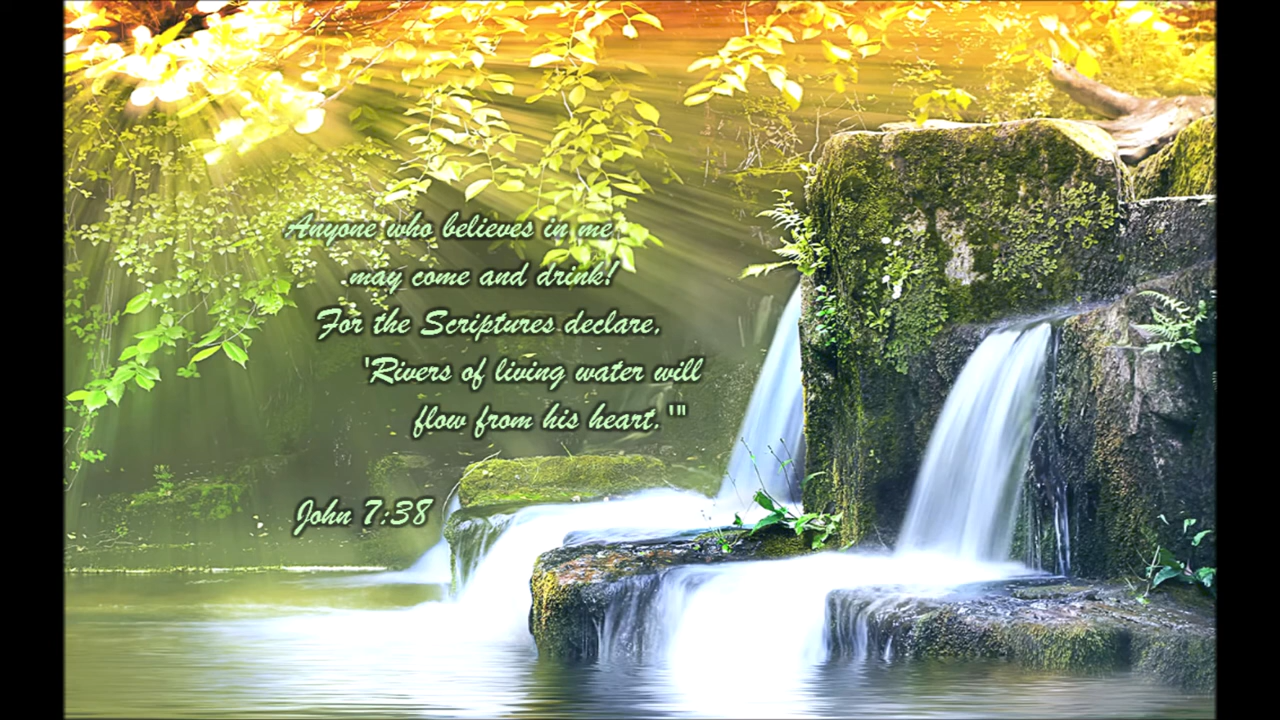 Anyone who believes in me
may come and drink!
For the Scriptures declare,
'Rivers of living water will
flow from his heart.'"
John 7:38